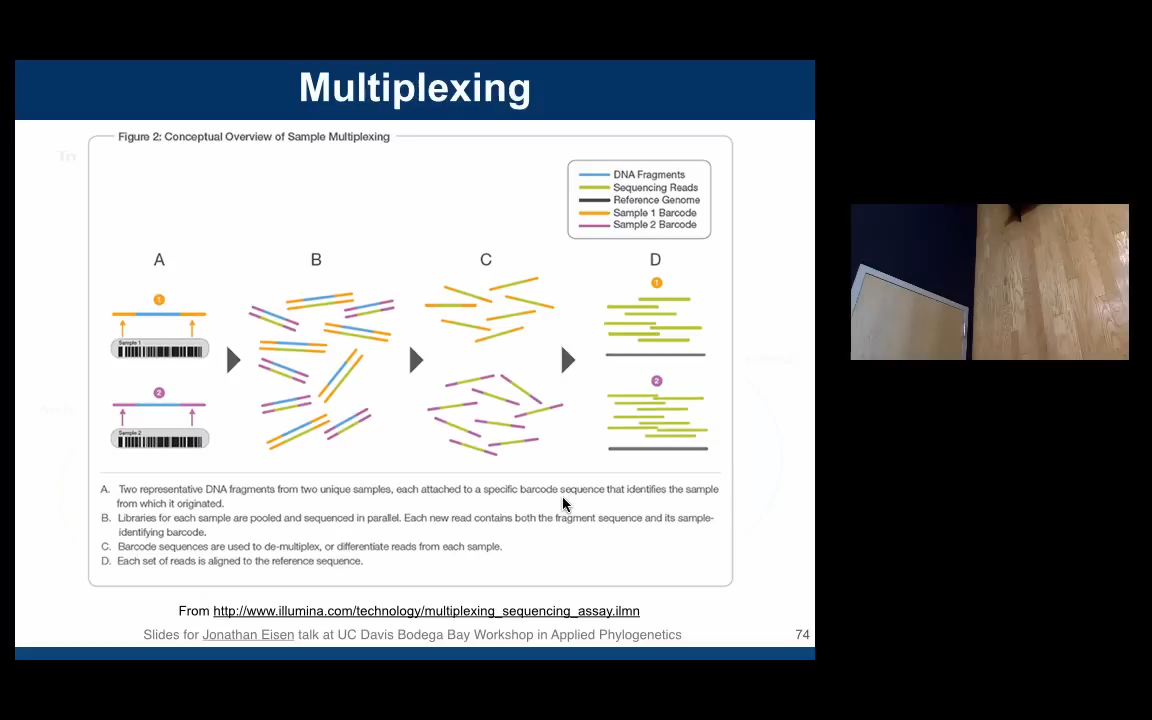 Multiplexing
Figure 2: Conceptual Overview of Sample Multiplexing
DNA Fragments
Sequencing Reads
Reference Genome
Sample 1 Barcode
Sample 2 Barcode
A
B
C
D
1
1
Sample 1
2
2
Sample 2
A. Two representative DNA fragments from two unique samples, each attached to a specific barcode sequence that identifies the sample
from which it originated.
B. Libraries for each sample are pooled and sequenced in parallel. Each new read contains both the fragment sequence and its sample-
identifying barcode.
C. Barcode sequences are used to de-multiplex, or differentiate reads from each sample.
D. Each set of reads is aligned to the reference sequence.
From http://www.illumina.com/technology/multiplexing_sequencing_assay.ilmn
Slides for Jonathan Eisen talk at UC Davis Bodega Bay Workshop in Applied Phylogenetics
74